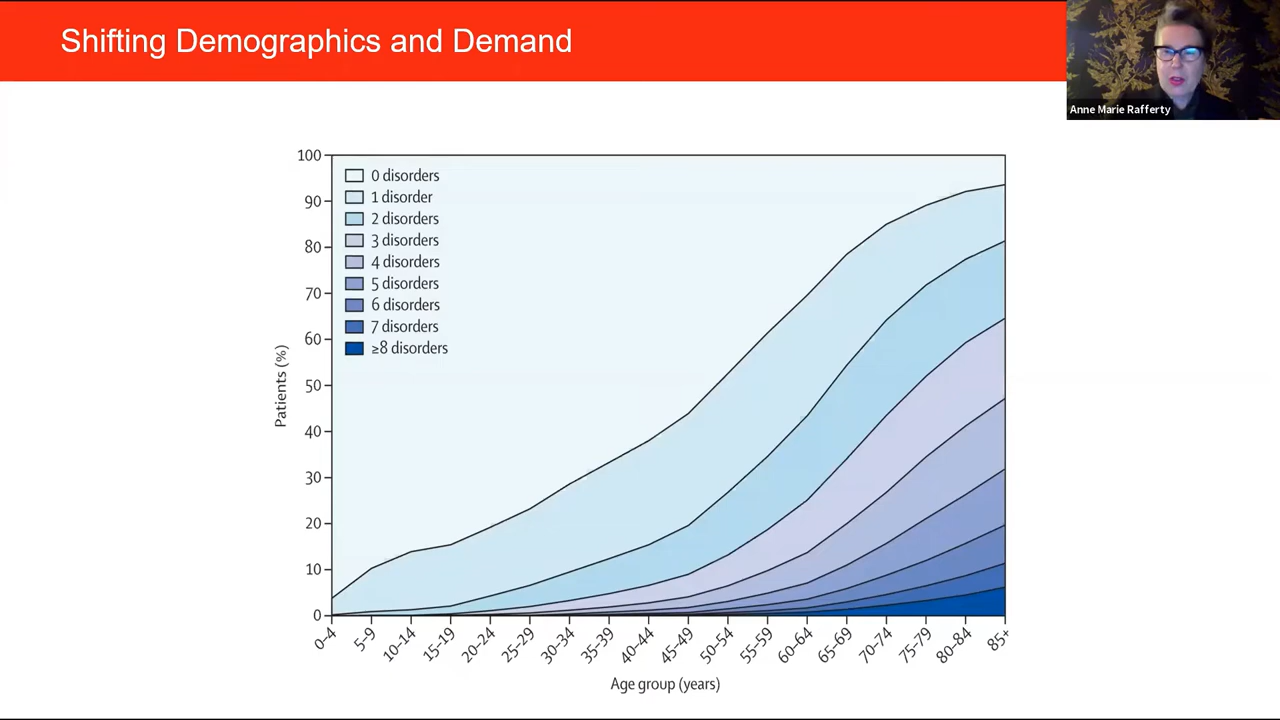 Shifting Demographics and Demand
Anne Marie Rafferty
100
90
80
70
60
50
40
30
20
10
0
Patients (%)
0 disorders
1 disorder
2 disorders
3 disorders
4 disorders
5 disorders
6 disorders
7 disorders
≥8 disorders
0–4
5–9
10–14
15–19
20–24
25–29
30–34
35–39
40–44
45–49
50–54
55–59
60–64
65–69
70–74
75–79
80–84
85+
Age group (years)